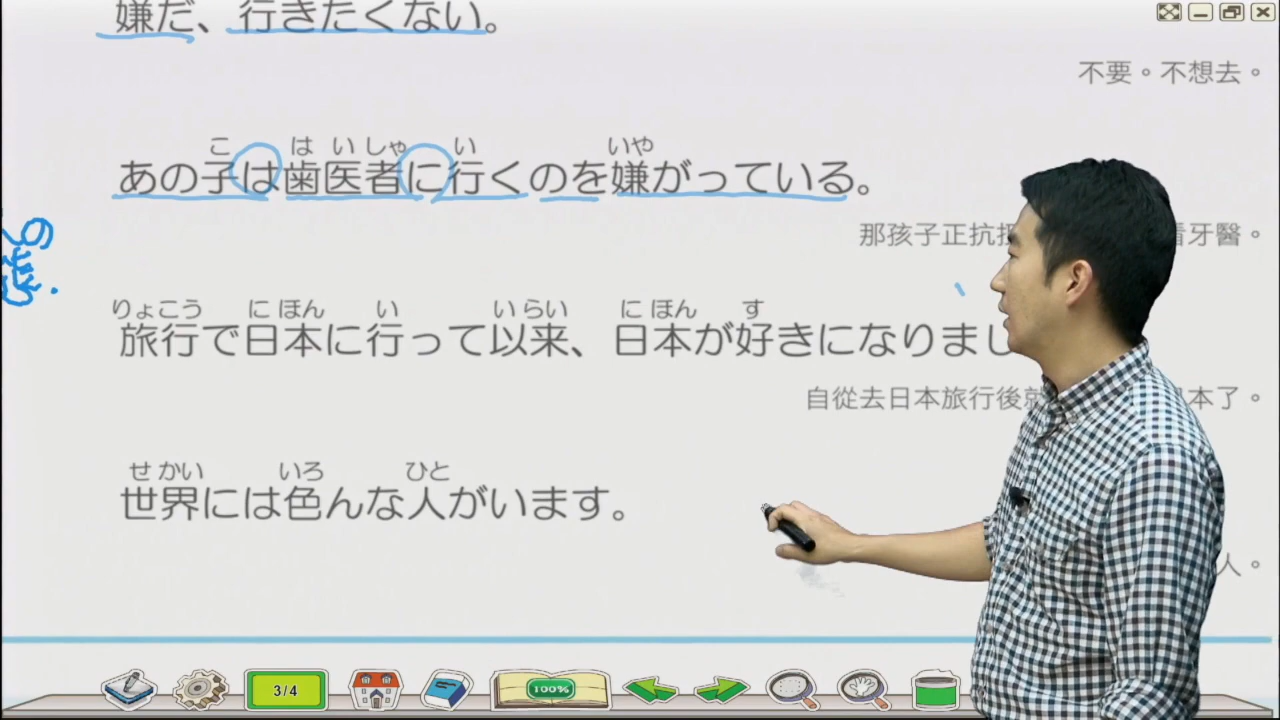 嫌だ、行きたくない。
不要。不想去。
こ は いしゃ い いや
あの子は歯医者に行くのを嫌がっている。
那孩子正抗 看牙醫。
の
りょこう に ほん い い らい に ほん す
旅行で日本に行って以来、日本が好きになりまし
自從去日本旅行後就 本了。
せ かい いろ ひと
世界には色んな人がいます。
人。
3/4
100%